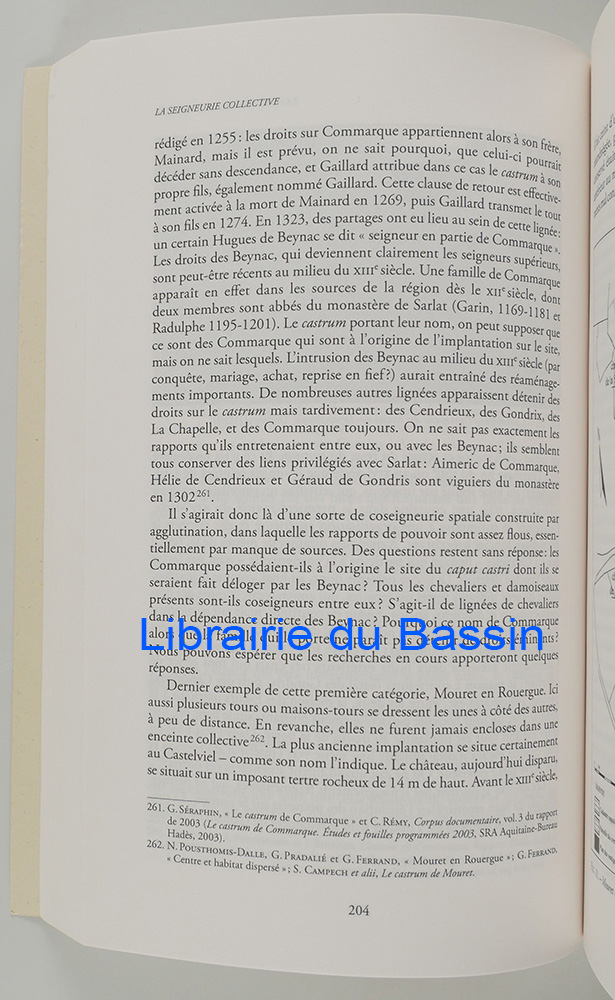 LA SEIGNEURIE COLLECTIVE
rédigé en 1255 : les droits sur Commarque appartiennent alors à son frère,
Mainard, mais il est prévu, on ne sait pourquoi, que celui-ci pourrait
décéder sans descendance, et Gaillard attribue dans ce cas le castrum à son
propre fils, également nommé Gaillard. Cette clause de retour est effective-
ment activée à la mort de Mainard en 1269, puis Gaillard transmet le tout
à son fils en 1274. En 1323, des partages ont eu lieu au sein de cette lignée :
un certain Hugues de Beynac se dit « seigneur en partie de Commarque ».
Les droits des Beynac, qui deviennent clairement les seigneurs supérieurs,
sont peut-être récents au milieu du XIIIe siècle. Une famille de Commarque
apparaît en effet dans les sources de la région dès le XIIe siècle, dont
deux membres sont abbés du monastère de Sarlat (Garin, 1169-1181 et
Radulphe 1195-1201). Le castrum portant leur nom, on peut supposer que
ce sont des Commarque qui sont à l'origine de l'implantation sur le site,
mais on ne sait lesquels. L'intrusion des Beynac au milieu du XIIIe siècle (par
conquête, mariage, achat, reprise en fief?) aurait entraîné des réaménage-
ments importants. De nombreuses autres lignées apparaissent détenir des
droits sur le castrum mais tardivement : des Cendrieux, des Gondrix, des
La Chapelle, et des Commarque toujours. On ne sait pas exactement les
rapports qu'ils entretenaient entre eux, ou avec les Beynac; ils semblent
tous conserver des liens privilégiés avec Sarlat : Aimeric de Commarque,
Hélie de Cendrieux et Géraud de Gondris sont viguiers du monastère
en 1302 261.
Il s'agirait donc là d'une sorte de coseigneurie spatiale construite par
agglutination, dans laquelle les rapports de pouvoir sont assez flous, essen-
tiellement par manque de sources. Des questions restent sans réponse : les
Commarque possédaient-ils à l'origine le site du caput castri dont ils se
seraient fait déloger par les Beynac? Tous les chevaliers et damoiseaux
présents sont-ils coseigneurs entre eux? S'agit-il de lignées de chevaliers
dans la dépendance directe des Beynac? Pourquoi ce nom de Commarque
alors que la famille qui le porte ne paraît pas détenir de droits éminents?
Librairie du Bassin
Nous pouvons espérer que les recherches en cours apporteront quelques
réponses.
Dernier exemple de cette première catégorie, Mouret en Rouergue. Ici
aussi plusieurs tours ou maisons-tours se dressent les unes à côté des autres,
à peu de distance. En revanche, elles ne furent jamais encloses dans une
enceinte collective 262. La plus ancienne implantation se situe certainement
au Castelviel – comme son nom l'indique. Le château, aujourd'hui disparu,
se situait sur un imposant tertre rocheux de 14 m de haut. Avant le XIIIe siècle,
261. G. SÉRAPHIN, « Le castrum de Commarque » et C. RÉMY, Corpus documentaire, vol. 3 du rapport
de 2003 (Le castrum de Commarque. Études et fouilles programmées 2003, SRA Aquitaine-Bureau
Hadès, 2003).
262. N. POUSTHOMIS-DALLE, G. PRADALIÉ et G. FERRAND, « Mouret en Rouergue »; G. FERRAND,
« Centre et habitat dispersé »; S. CAMPECH et alii, Le castrum de Mouret.
204